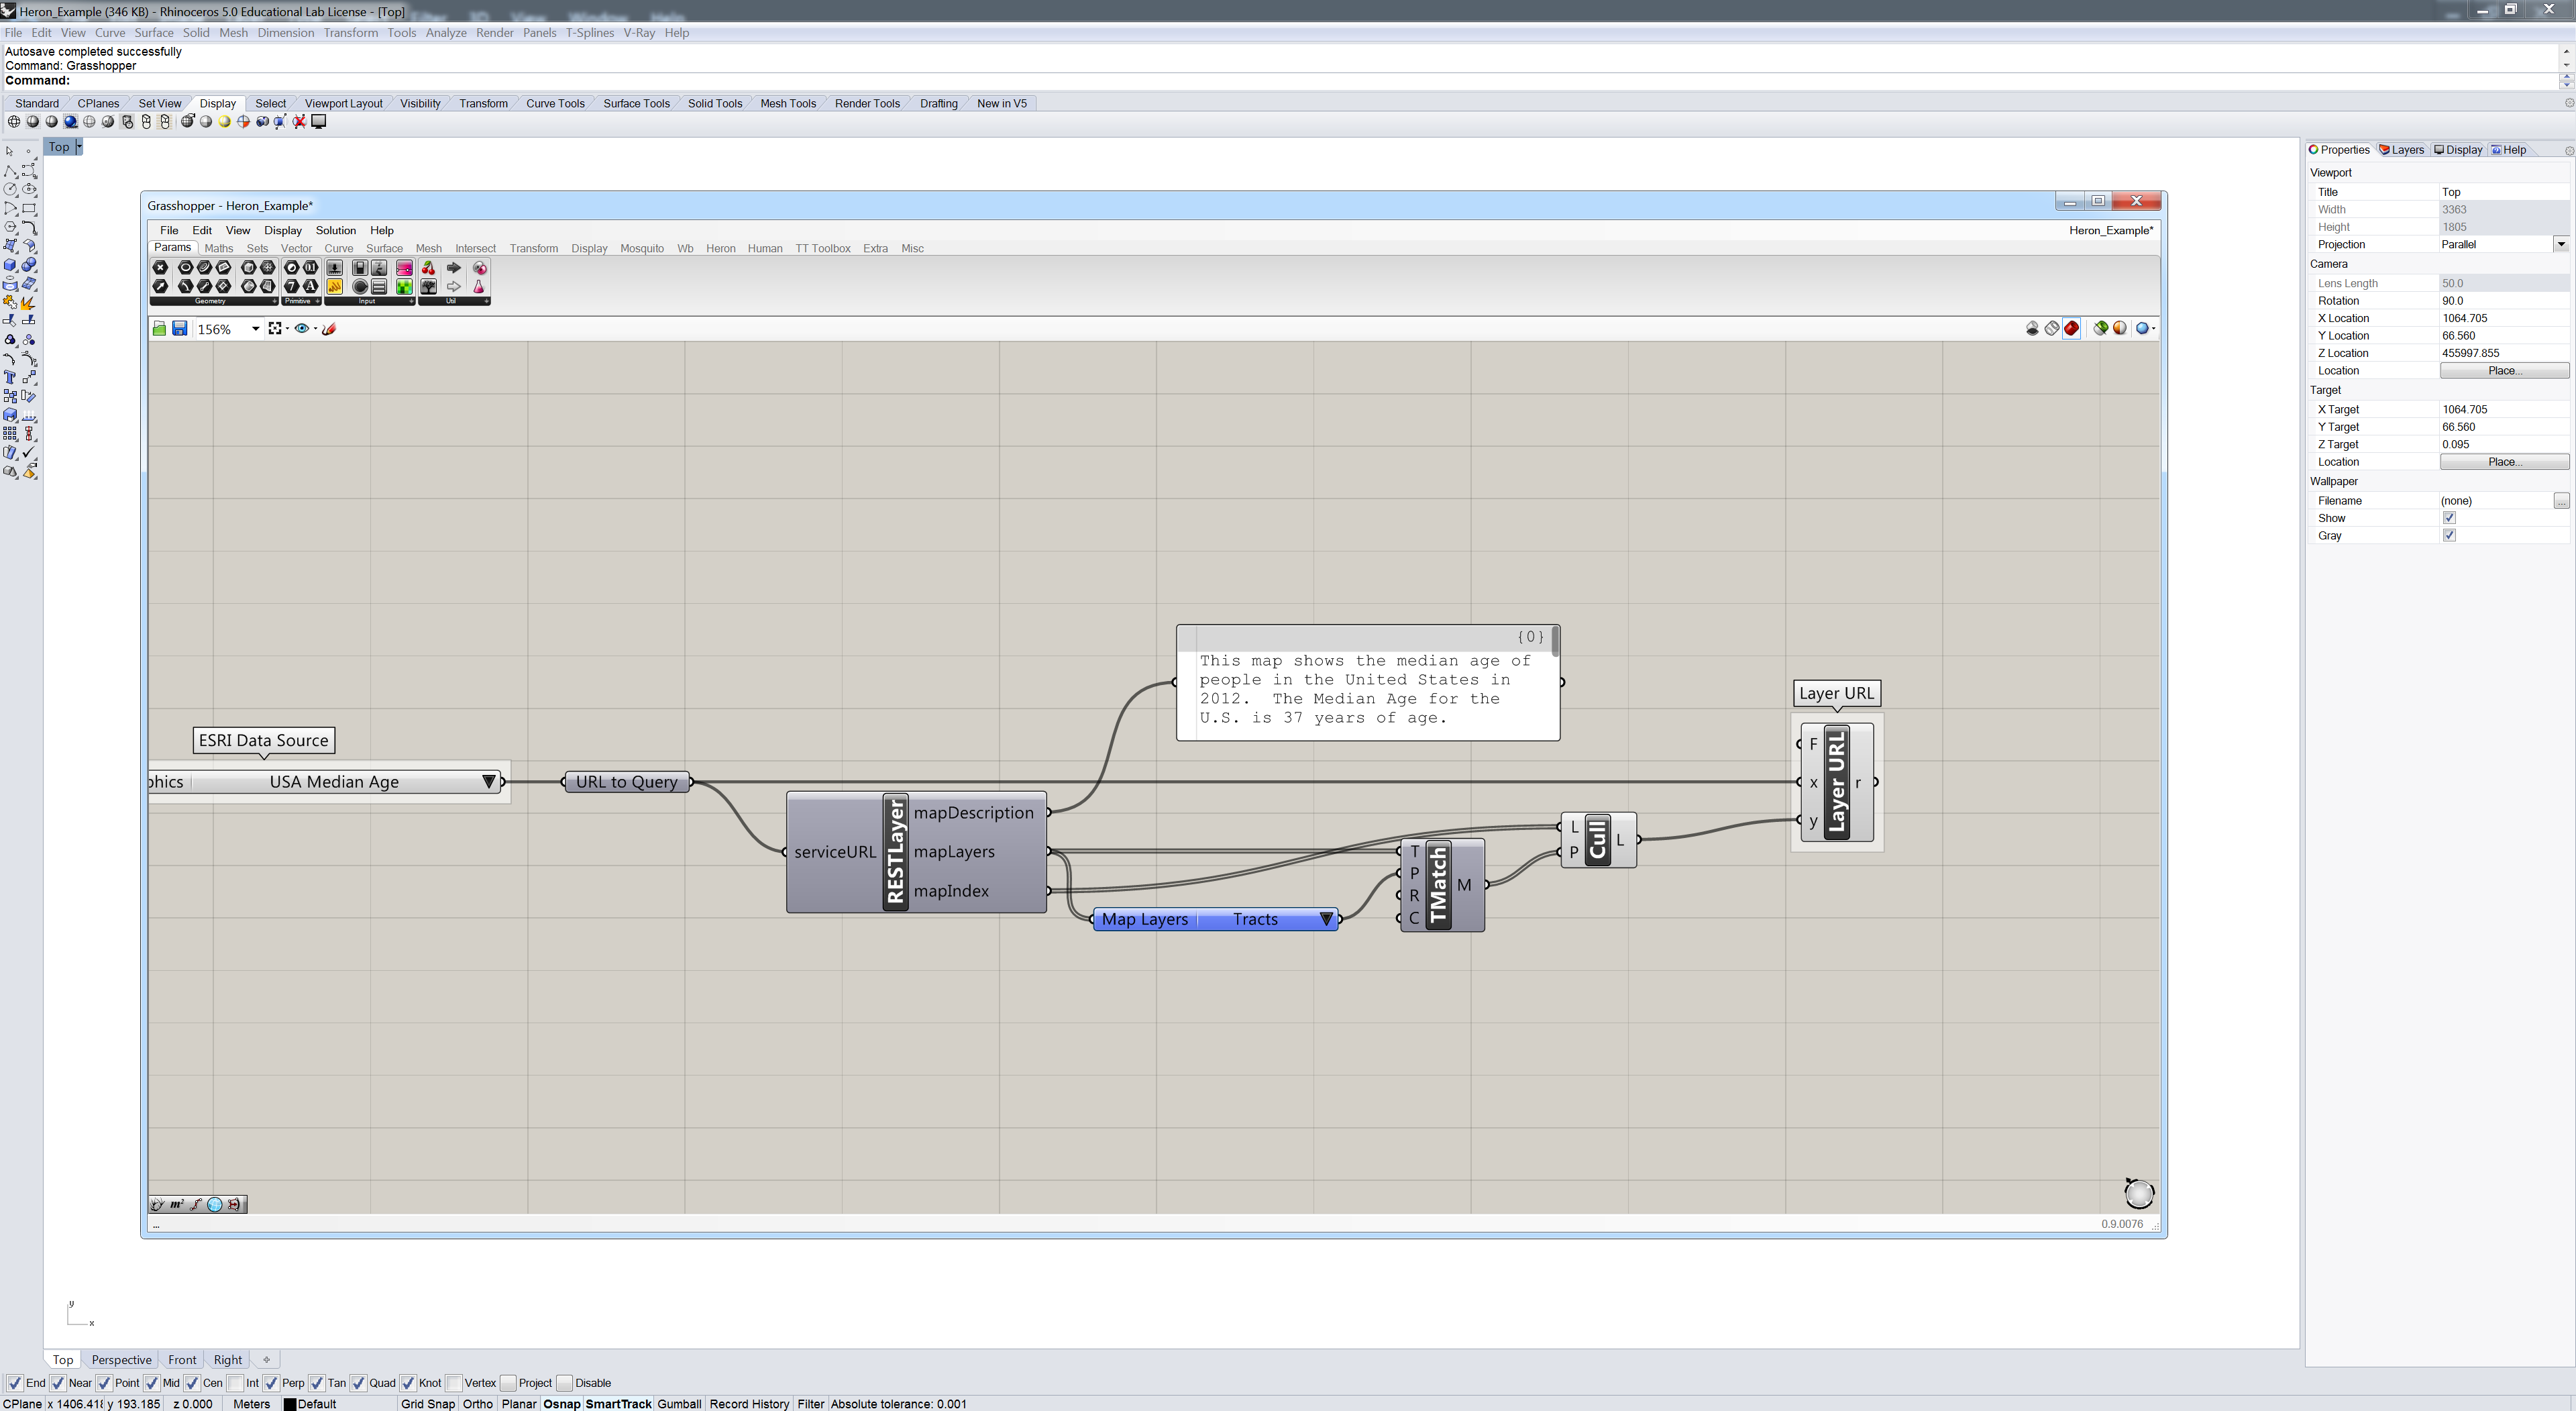 Heron_Example (346 KB) - Rhinoceros 5.0 Educational Lab License - [Top]
File Edit View Curve Surface Solid Mesh Dimension Transform Tools Analyze Render Panels T-Splines V-Ray Help
Autosave completed successfully
Command: Grasshopper
Command:
Standard CPlanes Set View Display Select Viewport Layout Visibility Transform Curve Tools Surface Tools Solid Tools Mesh Tools Render Tools Drafting New in V5
Top
Grasshopper - Heron_Example*
File Edit View Display Solution Help
Heron_Example*
Params Maths Sets Vector Curve Surface Mesh Intersect Transform Display Mosquito Wb Heron Human TT Toolbox Extra Misc
Geometry Primitive Input Util
156%
{0}
This map shows the median age of
people in the United States in
2012. The Median Age for the
U.S. is 37 years of age.
Layer URL
F
x
y
Layer URL
r
ESRI Data Source
phics USA Median Age
URL to Query
serviceURL
RESTLayer
mapDescription
mapLayers
mapIndex
Map Layers Tracts
T
P
R
C
TMatch
M
L
P
Cull
L
m²
...
0.9.0076
Properties Layers Display Help
Viewport
Title Top
Width 3363
Height 1805
Projection Parallel
Camera
Lens Length 50.0
Rotation 90.0
X Location 1064.705
Y Location 66.560
Z Location 455997.855
Location Place...
Target
X Target 1064.705
Y Target 66.560
Z Target 0.095
Location Place...
Wallpaper
Filename (none) ...
Show
Gray
y
x
Top Perspective Front Right
End Near Point Mid Cen Int Perp Tan Quad Knot Vertex Project Disable
CPlane x 1406.418 y 193.185 z 0.000 Meters Default Grid Snap Ortho Planar Osnap SmartTrack Gumball Record History Filter Absolute tolerance: 0.001